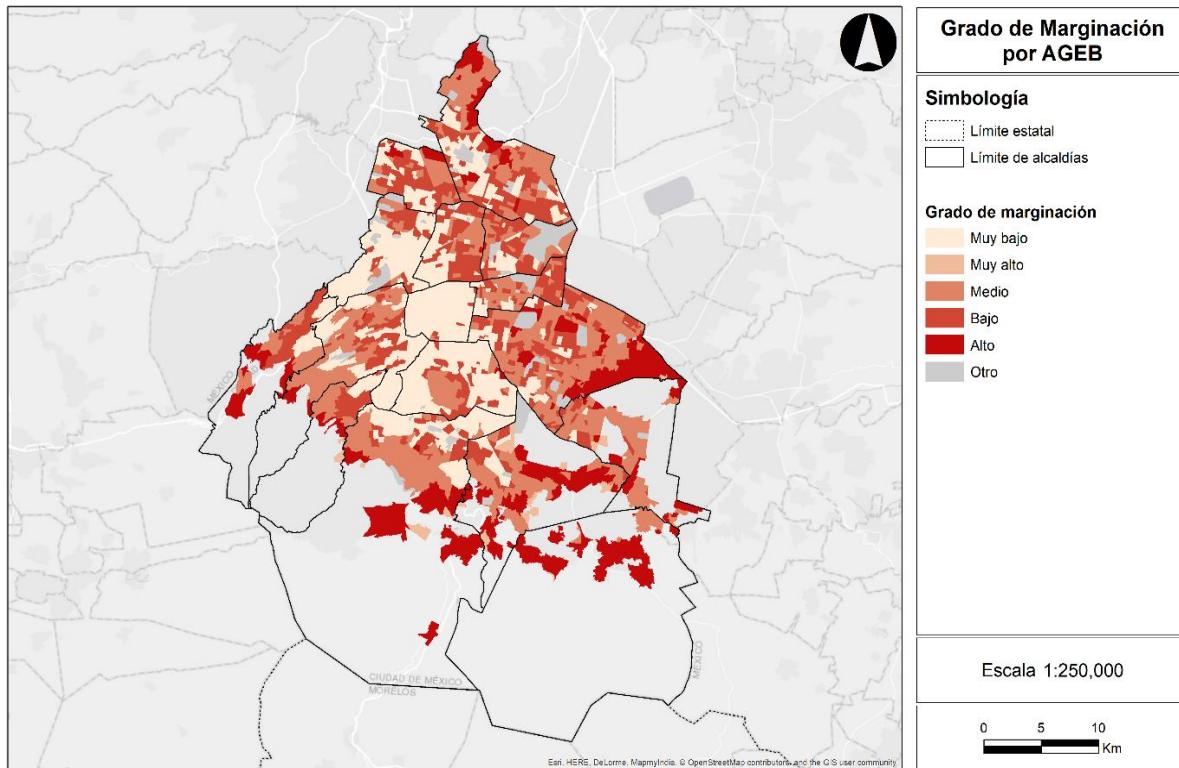 Grado de Marginación
por AGEB
Simbología
Límite estatal
Límite de alcaldías
Grado de marginación
Muy bajo
Muy alto
Medio
Bajo
Alto
Otro
Escala 1:250,000
0 5 10
Km
MÉXICO
CIUDAD DE MÉXICO
MORELOS
MÉXICO
Esri, HERE, DeLorme, MapmyIndia, © OpenStreetMap contributors, and the GIS user community